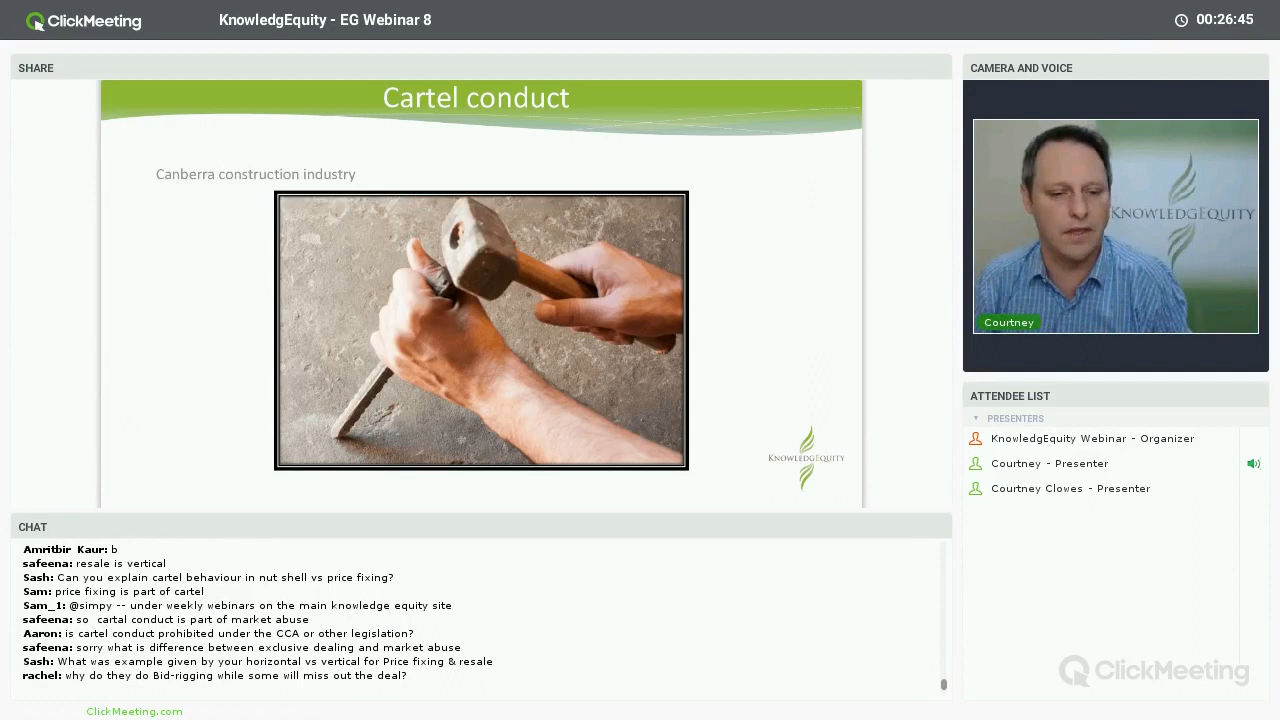 ClickMeeting
KnowledgEquity - EG Webinar 8
00:26:45
SHARE
Cartel conduct
Canberra construction industry
KNOWLEDGEQUITY
CAMERA AND VOICE
KNOWLEDGEQUITY
Courtney
ATTENDEE LIST
PRESENTERS
KnowledgEquity Webinar - Organizer
Courtney - Presenter
Courtney Clowes - Presenter
CHAT
Amritbir Kaur: b
safeena: resale is vertical
Sash: Can you explain cartel behaviour in nut shell vs price fixing?
Sam: price fixing is part of cartel
Sam_1: @simpy -- under weekly webinars on the main knowledge equity site
safeena: so cartal conduct is part of market abuse
Aaron: is cartel conduct prohibited under the CCA or other legislation?
safeena: sorry what is difference between exclusive dealing and market abuse
Sash: What was example given by your horizontal vs vertical for Price fixing & resale
rachel: why do they do Bid-rigging while some will miss out the deal?
ClickMeeting
ClickMeeting.com